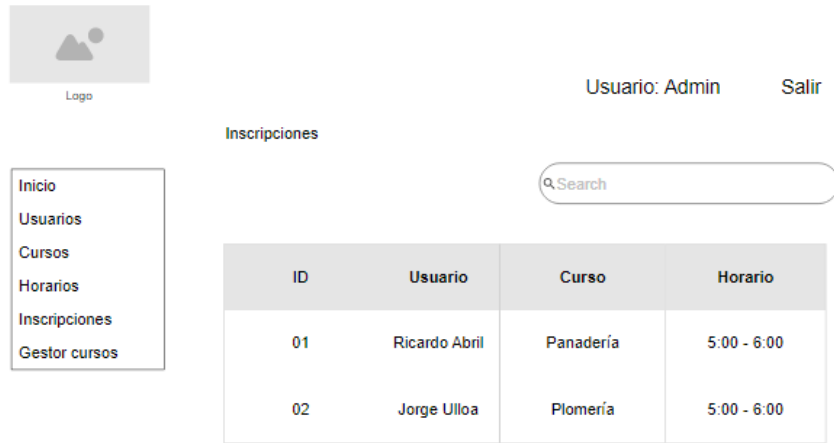 Logo
Usuario: Admin Salir
Inscripciones
Search
Inicio
Usuarios
Cursos
Horarios
Inscripciones
Gestor cursos
ID Usuario Curso Horario
01 Ricardo Abril Panadería 5:00 - 6:00
02 Jorge Ulloa Plomería 5:00 - 6:00